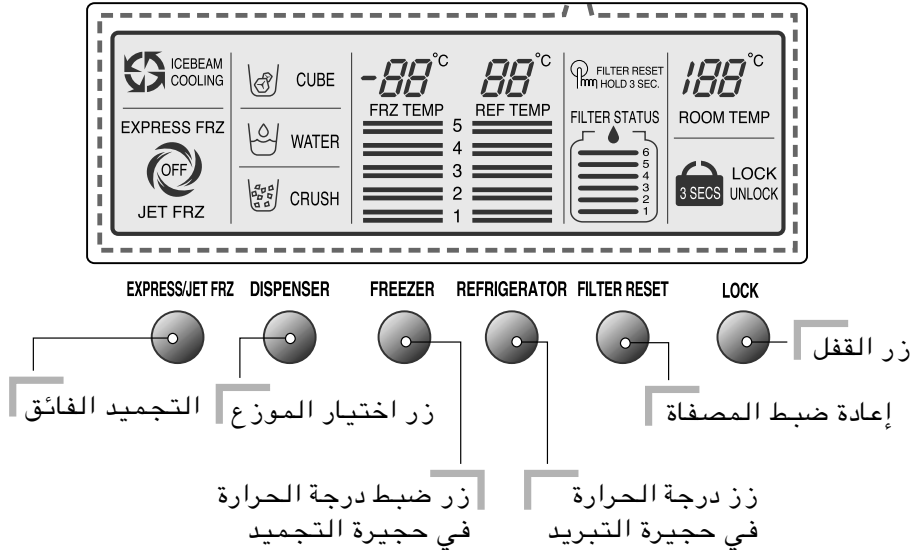 ICEBEAM
COOLING
EXPRESS FRZ
OFF
JET FRZ
CUBE
WATER
CRUSH
-88°C
FRZ TEMP
88°C
REF TEMP
5
4
3
2
1
FILTER RESET
HOLD 3 SEC.
FILTER STATUS
6
5
4
3
2
1
188°C
ROOM TEMP
3 SECS
LOCK
UNLOCK
EXPRESS/JET FRZ DISPENSER FREEZER REFRIGERATOR FILTER RESET LOCK
زر القفل
إعادة ضبط المصفاة
زر اختيار الموزع
التجميد الفائق
زز درجة الحرارة
في حجيرة التبريد
زر ضبط درجة الحرارة
في حجيرة التجميد